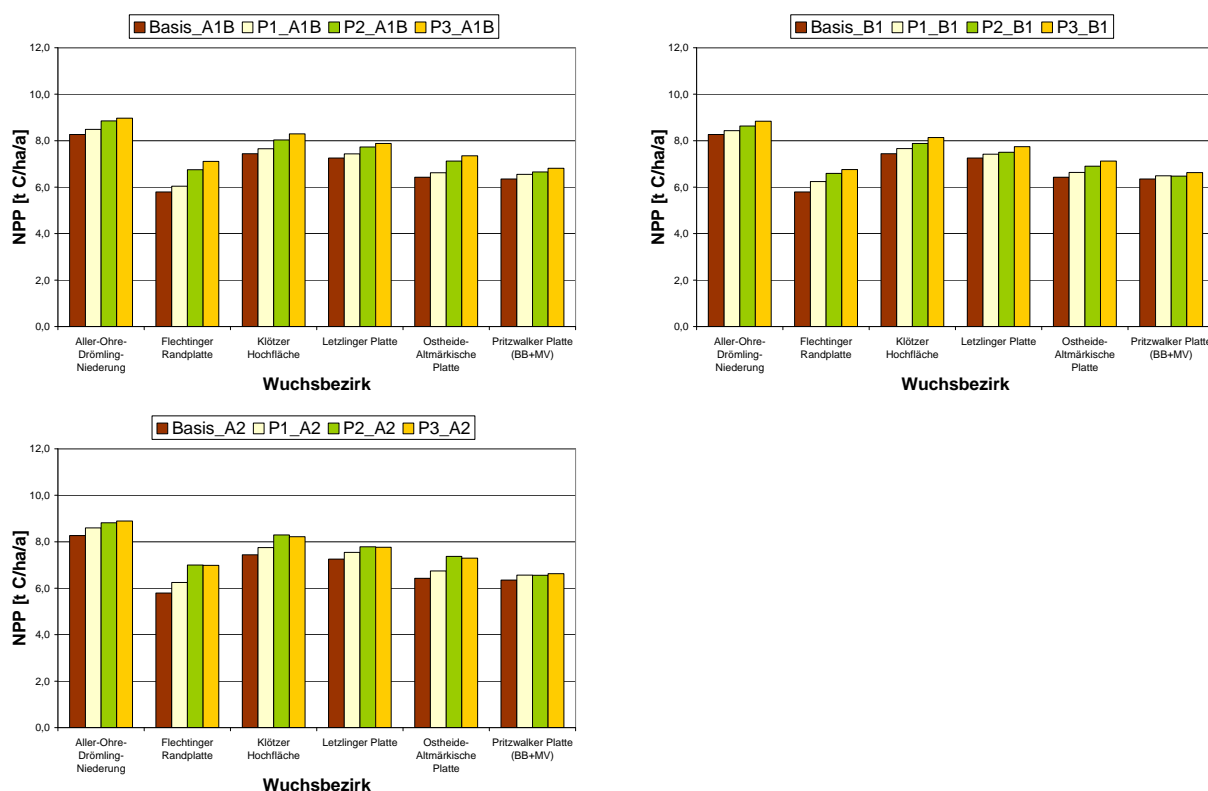 Basis_A1B P1_A1B P2_A1B P3_A1B
12,0
10,0
8,0
6,0
4,0
2,0
0,0
NPP [t C/ha/a]
Aller-Ohre-
Drömling-
Niederung
Flechtinger
Randplatte
Klötzer
Hochfläche
Letzlinger Platte
Ostheide-
Altmärkische
Platte
Pritzwalker Platte
(BB+MV)
Wuchsbezirk
Basis_B1 P1_B1 P2_B1 P3_B1
12,0
10,0
8,0
6,0
4,0
2,0
0,0
NPP [t C/ha/a]
Aller-Ohre-
Drömling-
Niederung
Flechtinger
Randplatte
Klötzer
Hochfläche
Letzlinger Platte
Ostheide-
Altmärkische
Platte
Pritzwalker Platte
(BB+MV)
Wuchsbezirk
Basis_A2 P1_A2 P2_A2 P3_A2
12,0
10,0
8,0
6,0
4,0
2,0
0,0
NPP [t C/ha/a]
Aller-Ohre-
Drömling-
Niederung
Flechtinger
Randplatte
Klötzer
Hochfläche
Letzlinger Platte
Ostheide-
Altmärkische
Platte
Pritzwalker Platte
(BB+MV)
Wuchsbezirk